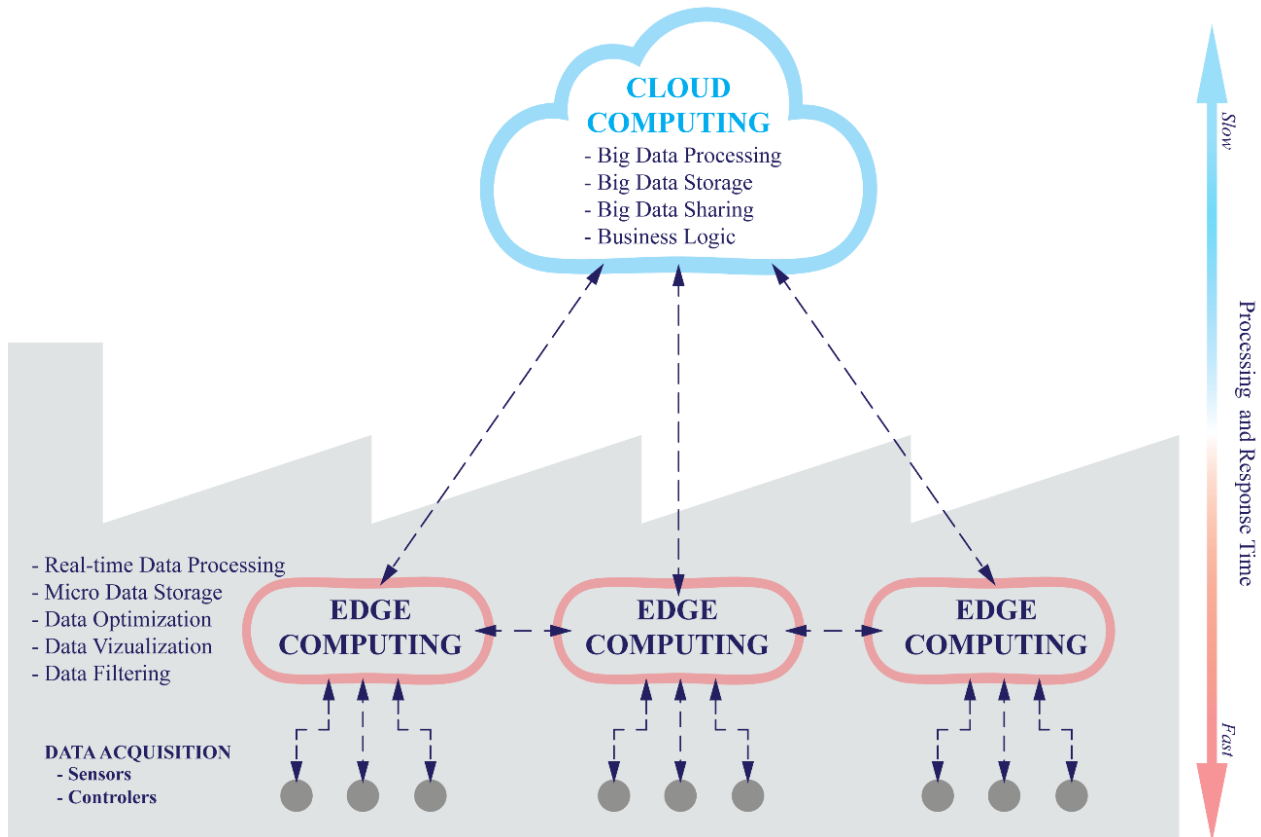 CLOUD
COMPUTING
- Big Data Processing
- Big Data Storage
- Big Data Sharing
- Business Logic
Slow
Processing and Response Time
Fast
- Real-time Data Processing
- Micro Data Storage
- Data Optimization
- Data Vizualization
- Data Filtering
EDGE
COMPUTING
EDGE
COMPUTING
EDGE
COMPUTING
DATA ACQUISITION
- Sensors
- Controlers